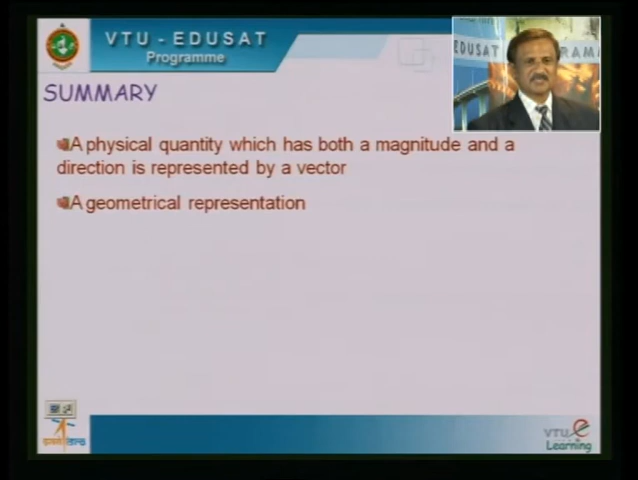 VTU - EDUSAT
Programme
EDUSAT
SUMMARY
A physical quantity which has both a magnitude and a
direction is represented by a vector
A geometrical representation
VTU e
Learning